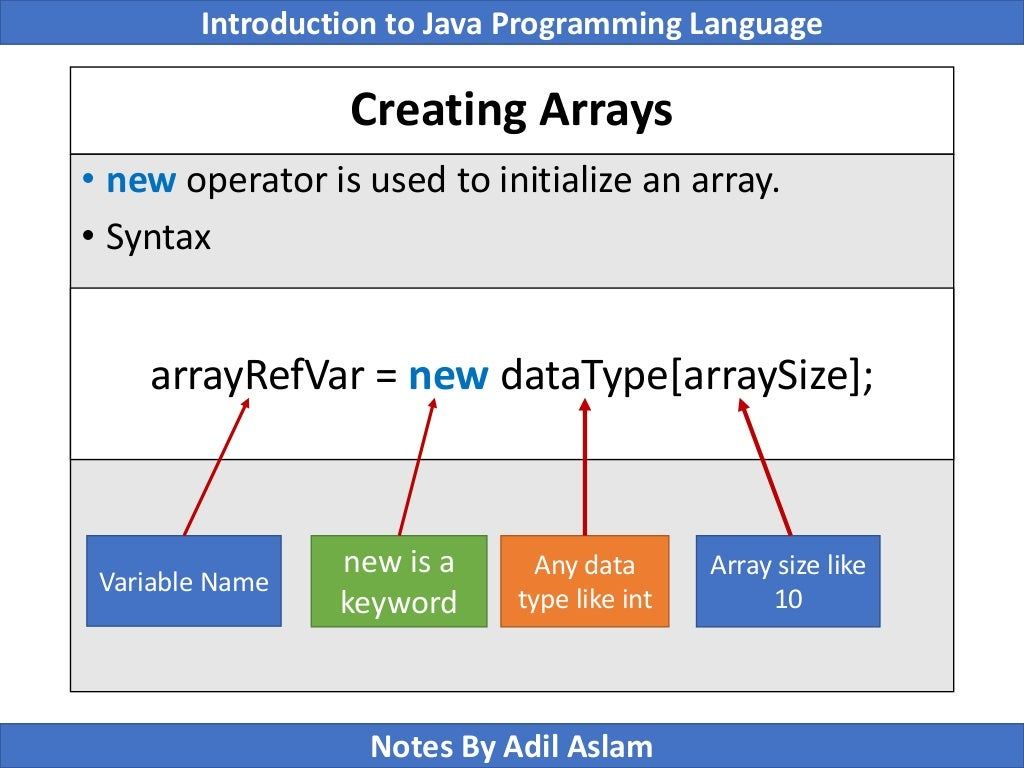 Introduction to Java Programming Language
Creating Arrays
• new operator is used to initialize an array.
• Syntax
arrayRefVar = new dataType[arraySize];
Variable Name
new is a
keyword
Any data
type like int
Array size like
10
Notes By Adil Aslam